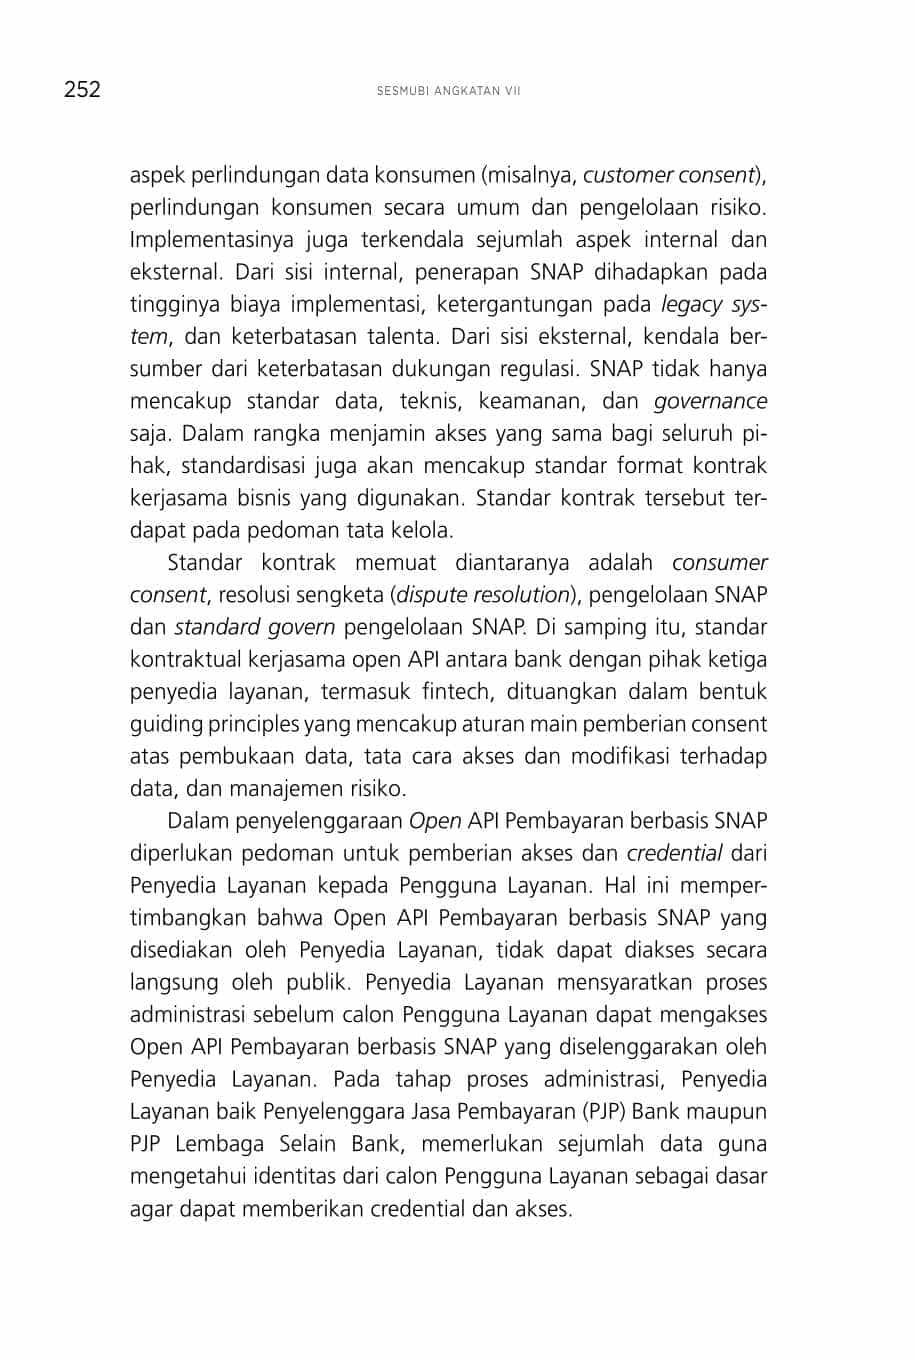 252
SESMUBI ANGKATAN VII
aspek perlindungan data konsumen (misalnya, customer consent),
perlindungan konsumen secara umum dan pengelolaan risiko.
Implementasinya juga terkendala sejumlah aspek internal dan
eksternal. Dari sisi internal, penerapan SNAP dihadapkan pada
tingginya biaya implementasi, ketergantungan pada legacy sys-
tem, dan keterbatasan talenta. Dari sisi eksternal, kendala ber-
sumber dari keterbatasan dukungan regulasi. SNAP tidak hanya
mencakup standar data, teknis, keamanan, dan governance
saja. Dalam rangka menjamin akses yang sama bagi seluruh pi-
hak, standardisasi juga akan mencakup standar format kontrak
kerjasama bisnis yang digunakan. Standar kontrak tersebut ter-
dapat pada pedoman tata kelola.
Standar kontrak memuat diantaranya adalah consumer
consent, resolusi sengketa (dispute resolution), pengelolaan SNAP
dan standard govern pengelolaan SNAP. Di samping itu, standar
kontraktual kerjasama open API antara bank dengan pihak ketiga
penyedia layanan, termasuk fintech, dituangkan dalam bentuk
guiding principles yang mencakup aturan main pemberian consent
atas pembukaan data, tata cara akses dan modifikasi terhadap
data, dan manajemen risiko.
Dalam penyelenggaraan Open API Pembayaran berbasis SNAP
diperlukan pedoman untuk pemberian akses dan credential dari
Penyedia Layanan kepada Pengguna Layanan. Hal ini memper-
timbangkan bahwa Open API Pembayaran berbasis SNAP yang
disediakan oleh Penyedia Layanan, tidak dapat diakses secara
langsung oleh publik. Penyedia Layanan mensyaratkan proses
administrasi sebelum calon Pengguna Layanan dapat mengakses
Open API Pembayaran berbasis SNAP yang diselenggarakan oleh
Penyedia Layanan. Pada tahap proses administrasi, Penyedia
Layanan baik Penyelenggara Jasa Pembayaran (PJP) Bank maupun
PJP Lembaga Selain Bank, memerlukan sejumlah data guna
mengetahui identitas dari calon Pengguna Layanan sebagai dasar
agar dapat memberikan credential dan akses.